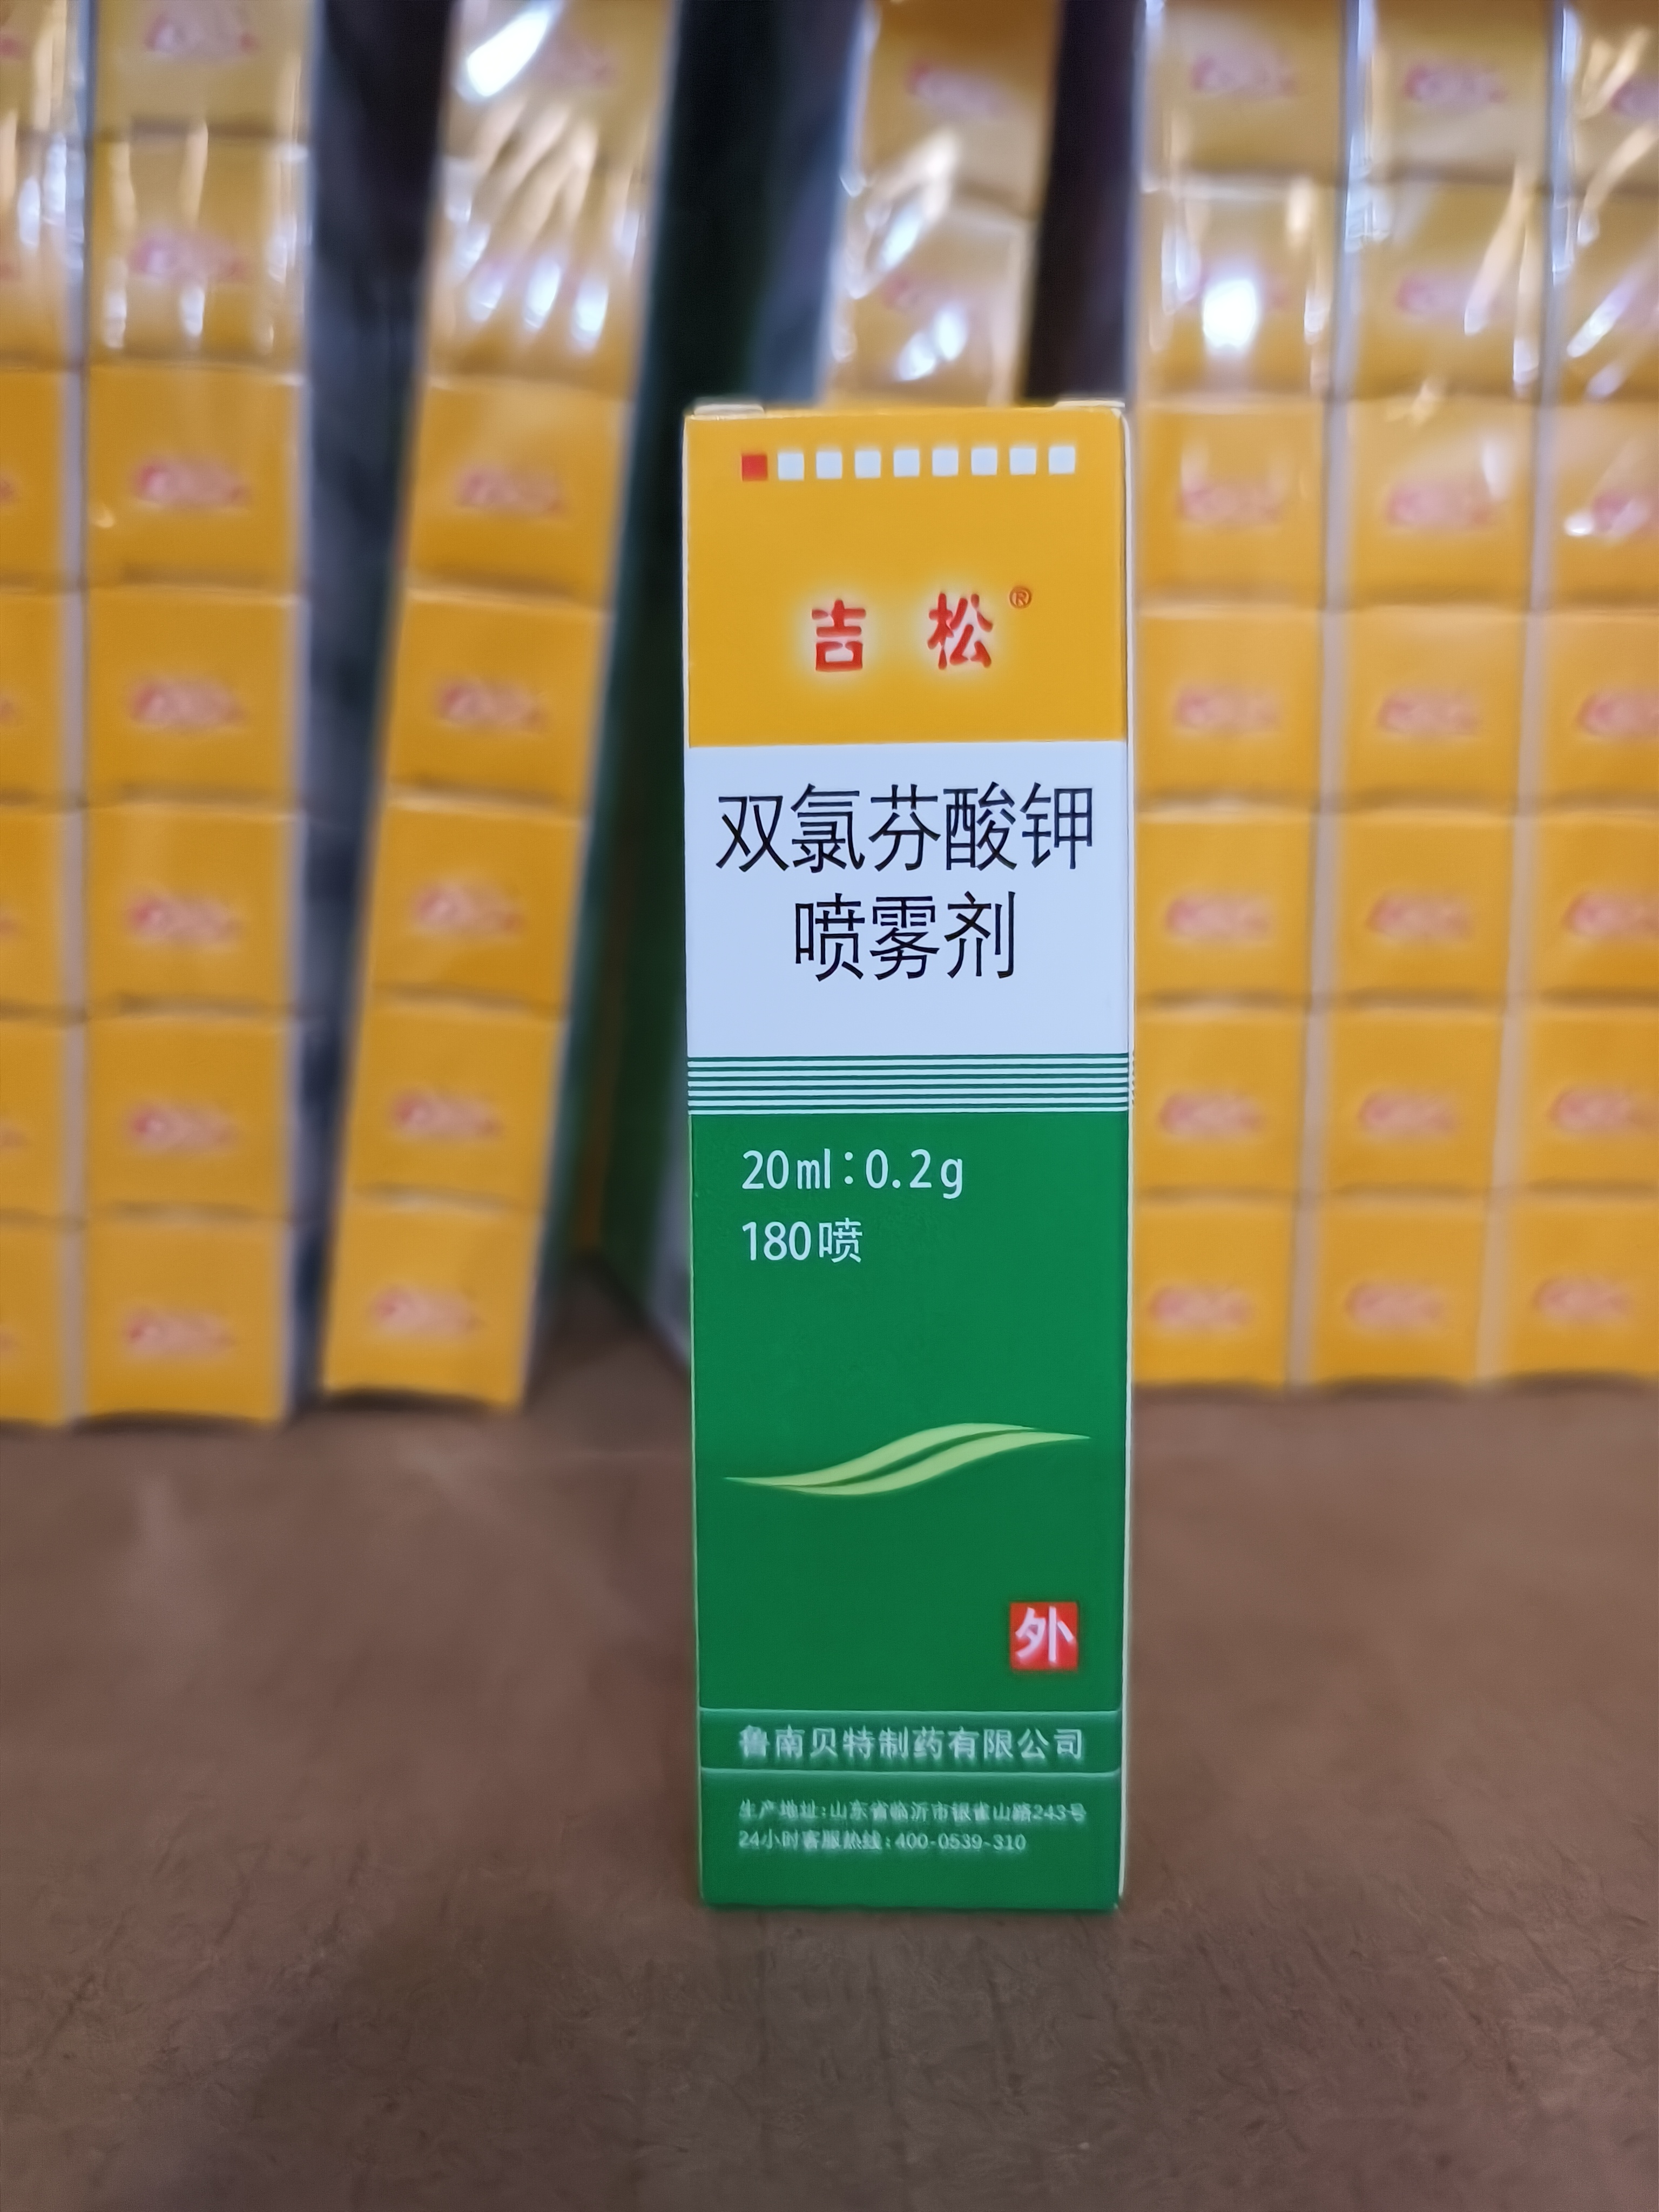 吉松®
双氯芬酸钾
喷雾剂
20ml:0.2g
180喷
外
鲁南贝特制药有限公司
生产地址:山东省临沂市银雀山路243号
24小时客服热线:400-0539-310